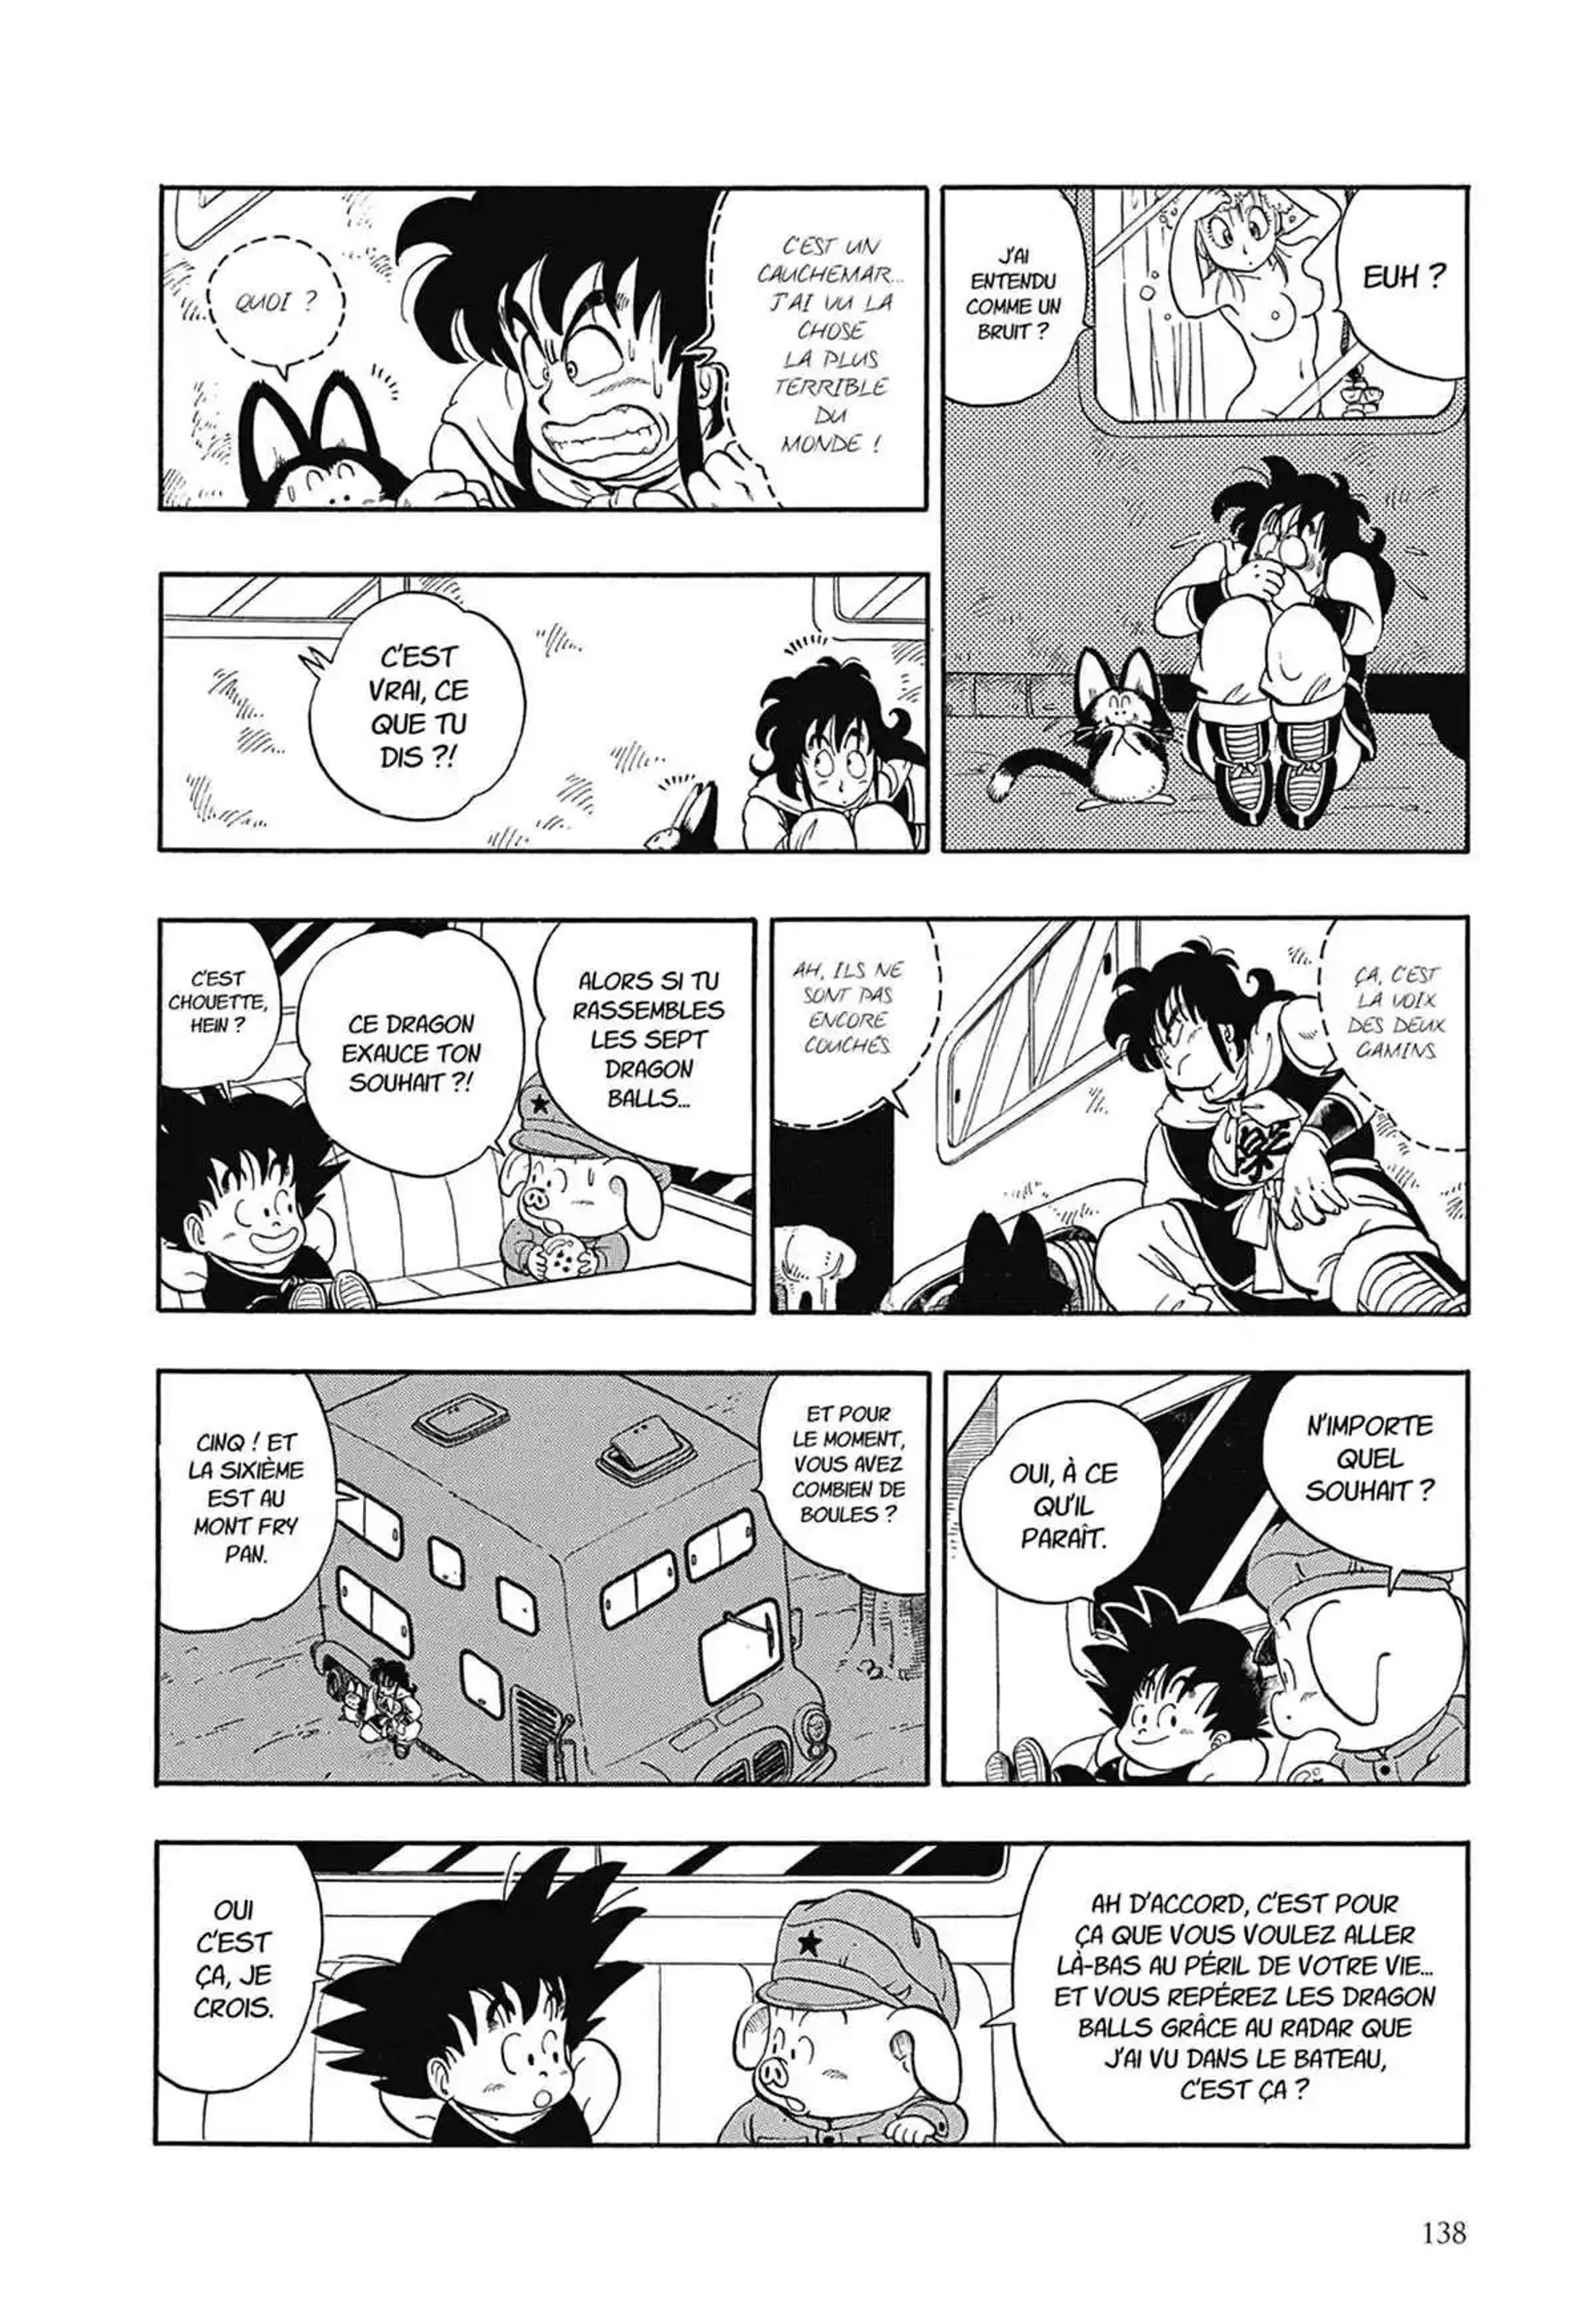 EUH ?
J'AI
ENTENDU
COMME UN
BRUIT ?
C'EST UN
CAUCHEMAR...
J'AI VU LA
CHOSE
LA PLUS
TERRIBLE
DU
MONDE !
QUOI ?
C'EST
VRAI, CE
QUE TU
DIS ?!
ÇA, C'EST
LA VOIX
DES DEUX
GAMINS.
AH, ILS NE
SONT PAS
ENCORE
COUCHÉS.
ALORS SI TU
RASSEMBLES
LES SEPT
DRAGON
BALLS...
CE DRAGON
EXAUCE TON
SOUHAIT ?!
C'EST
CHOUETTE,
HEIN ?
N'IMPORTE
QUEL
SOUHAIT ?
OUI, À CE
QU'IL
PARAÎT.
ET POUR
LE MOMENT,
VOUS AVEZ
COMBIEN DE
BOULES ?
CINQ ! ET
LA SIXIÈME
EST AU
MONT FRY
PAN.
AH D'ACCORD, C'EST POUR
ÇA QUE VOUS VOULEZ ALLER
LÀ-BAS AU PÉRIL DE VOTRE VIE...
ET VOUS REPÉREZ LES DRAGON
BALLS GRÂCE AU RADAR QUE
J'AI VU DANS LE BATEAU,
C'EST ÇA ?
OUI
C'EST
ÇA, JE
CROIS.
138